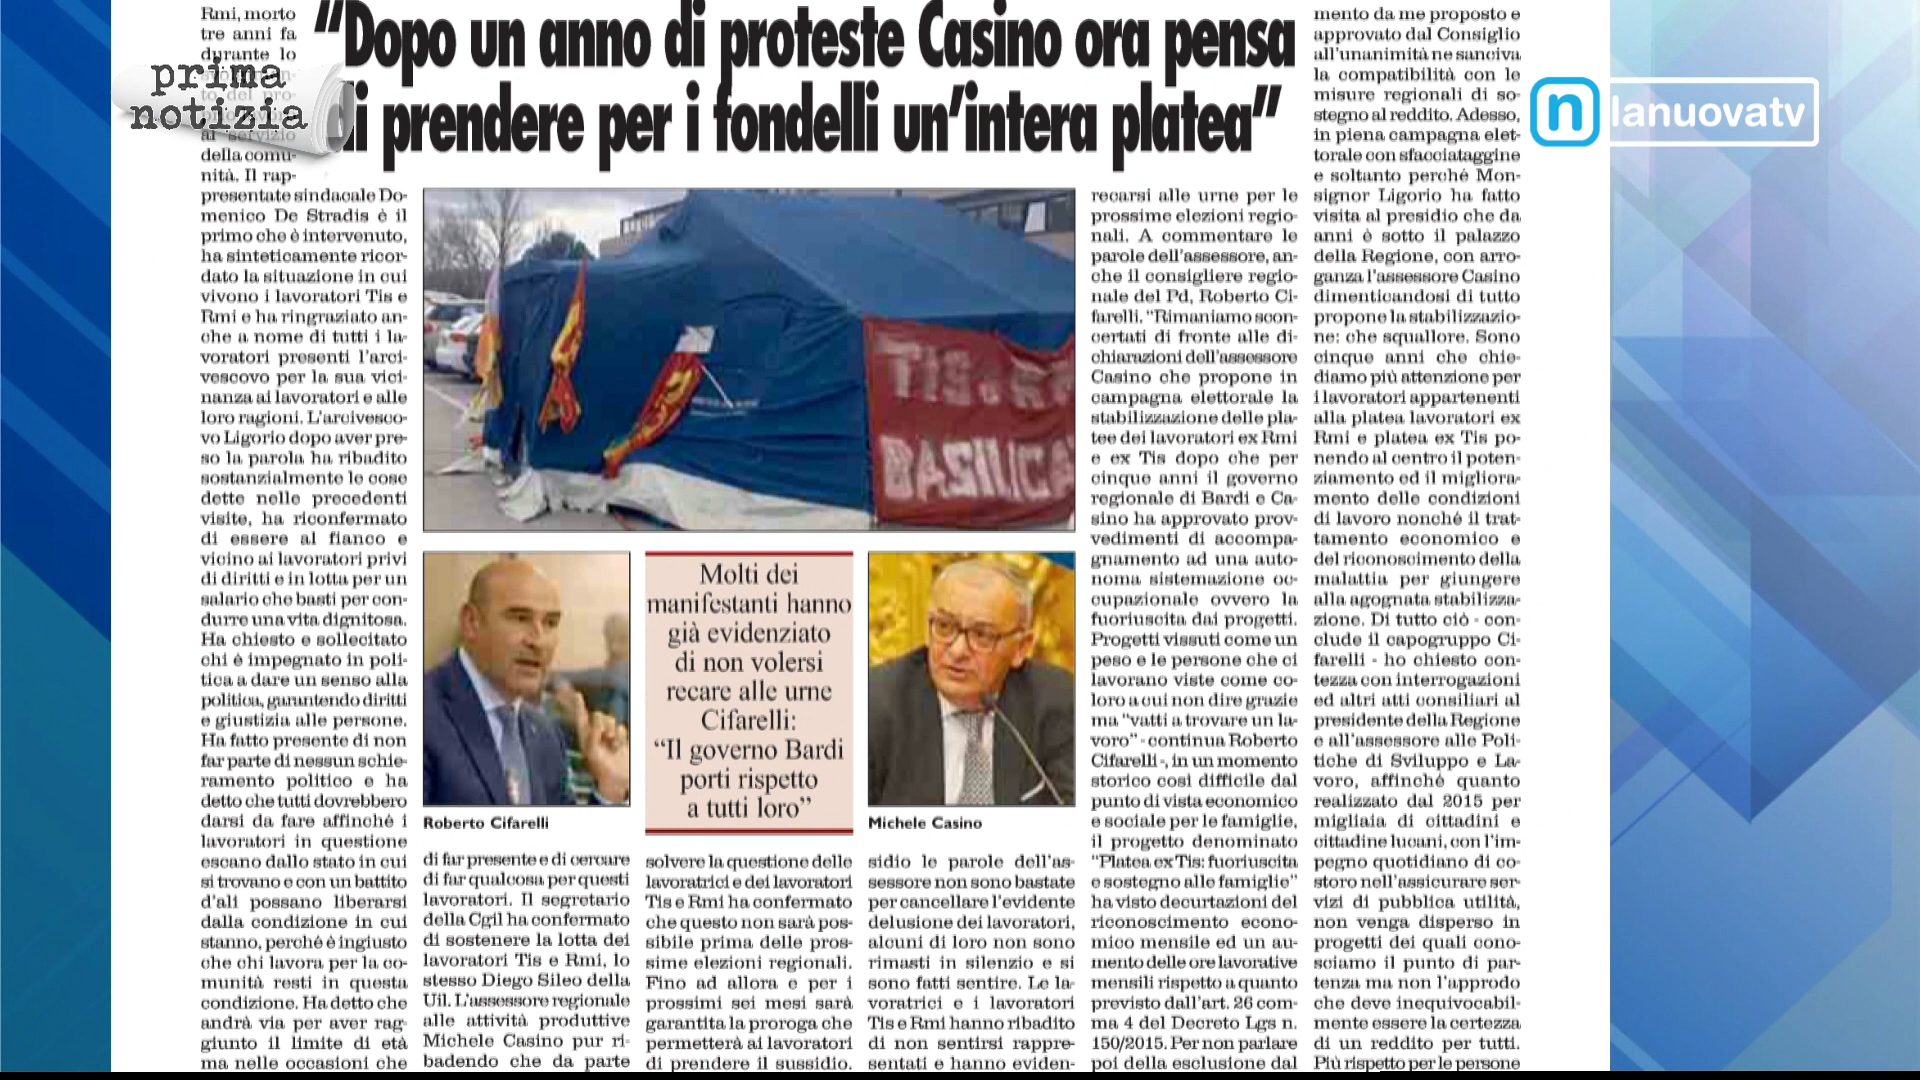 prima
notizia
lanuovatv
“Dopo un anno di proteste Casino ora pensa
di prendere per i fondelli un’intera platea”
Rmi, morto
tre anni fa
durante lo
al servizio
della comu-
nità. Il rap-
presentate sindacale Do-
menico De Stradis è il
primo che è intervenuto,
ha sinteticamente ricor-
dato la situazione in cui
vivono i lavoratori Tis e
Rmi e ha ringraziato an-
che a nome di tutti i la-
voratori presenti l'arci-
vescovo per la sua vici-
nanza ai lavoratori e alle
loro ragioni. L'arcivesco-
vo Ligorio dopo aver pre-
so la parola ha ribadito
sostanzialmente le cose
dette nelle precedenti
visite, ha riconfermato
di essere al fianco e
vicino ai lavoratori privi
di diritti e in lotta per un
salario che basti per con-
durre una vita dignitosa.
Ha chiesto e sollecitato
chi è impegnato in poli-
tica a dare un senso alla
politica, garantendo diritti
e giustizia alle persone.
Ha fatto presente di non
far parte di nessun schie-
ramento politico e ha
detto che tutti dovrebbero
darsi da fare affinché i
lavoratori in questione
escano dallo stato in cui
si trovano e con un battito
d'ali possano liberarsi
dalla condizione in cui
stanno, perché è ingiusto
che chi lavora per la co-
munità resti in questa
condizione. Ha detto che
andrà via per aver rag-
giunto il limite di età
ma nelle occasioni che
TIS
BASILICA
Roberto Cifarelli
Molti dei
manifestanti hanno
già evidenziato
di non volersi
recare alle urne
Cifarelli:
“Il governo Bardi
porti rispetto
a tutti loro”
Michele Casino
di far presente e di cercare
di far qualcosa per questi
lavoratori. Il segretario
della Cgil ha confermato
di sostenere la lotta dei
lavoratori Tis e Rmi, lo
stesso Diego Sileo della
Uil. L'assessore regionale
alle attività produttive
Michele Casino pur ri-
badendo che da parte
solvere la questione delle
lavoratrici e dei lavoratori
Tis e Rmi ha confermato
che questo non sarà pos-
sibile prima delle pros-
sime elezioni regionali.
Fino ad allora e per i
prossimi sei mesi sarà
garantita la proroga che
permetterà ai lavoratori
di prendere il sussidio.
sidio le parole dell'as-
sessore non sono bastate
per cancellare l'evidente
delusione dei lavoratori,
alcuni di loro non sono
rimasti in silenzio e si
sono fatti sentire. Le la-
voratrici e i lavoratori
Tis e Rmi hanno ribadito
di non sentirsi rappre-
sentati e hanno eviden-
recarsi alle urne per le
prossime elezioni regio-
nali. A commentare le
parole dell'assessore, an-
che il consigliere regio-
nale del Pd, Roberto Ci-
farelli. “Rimaniamo scon-
certati di fronte alle di-
chiarazioni dell'assessore
Casino che propone in
campagna elettorale la
stabilizzazione delle pla-
tee dei lavoratori ex Rmi
e ex Tis dopo che per
cinque anni il governo
regionale di Bardi e Ca-
sino ha approvato prov-
vedimenti di accompa-
gnamento ad una auto-
noma sistemazione oc-
cupazionale ovvero la
fuoriuscita dai progetti.
Progetti vissuti come un
peso e le persone che ci
lavorano viste come co-
loro a cui non dire grazie
ma “vatti a trovare un la-
voro” - continua Roberto
Cifarelli -, in un momento
storico così difficile dal
punto di vista economico
e sociale per le famiglie,
il progetto denominato
“Platea ex Tis: fuoriuscita
e sostegno alle famiglie”
ha visto decurtazioni del
riconoscimento econo-
mico mensile ed un au-
mento delle ore lavorative
mensili rispetto a quanto
previsto dall'art. 26 com-
ma 4 del Decreto Lgs n.
150/2015. Per non parlare
poi della esclusione dal
mento da me proposto e
approvato dal Consiglio
all'unanimità ne sanciva
la compatibilità con le
misure regionali di so-
stegno al reddito. Adesso,
in piena campagna elet-
torale con sfacciataggine
e soltanto perché Mon-
signor Ligorio ha fatto
visita al presidio che da
anni è sotto il palazzo
della Regione, con arro-
ganza l'assessore Casino
dimenticandosi di tutto
propone la stabilizzazio-
ne: che squallore. Sono
cinque anni che chie-
diamo più attenzione per
i lavoratori appartenenti
alla platea lavoratori ex
Rmi e platea ex Tis po-
nendo al centro il poten-
ziamento ed il migliora-
mento delle condizioni
di lavoro nonché il trat-
tamento economico e
del riconoscimento della
malattia per giungere
alla agognata stabilizza-
zione. Di tutto ciò - con-
clude il capogruppo Ci-
farelli - ho chiesto con-
tezza con interrogazioni
ed altri atti consiliari al
presidente della Regione
e all'assessore alle Poli-
tiche di Sviluppo e La-
voro, affinché quanto
realizzato dal 2015 per
migliaia di cittadini e
cittadine lucani, con l'im-
pegno quotidiano di co-
storo nell'assicurare ser-
vizi di pubblica utilità,
non venga disperso in
progetti dei quali cono-
sciamo il punto di par-
tenza ma non l'approdo
che deve inequivocabil-
mente essere la certezza
di un reddito per tutti.
Più rispetto per le persone